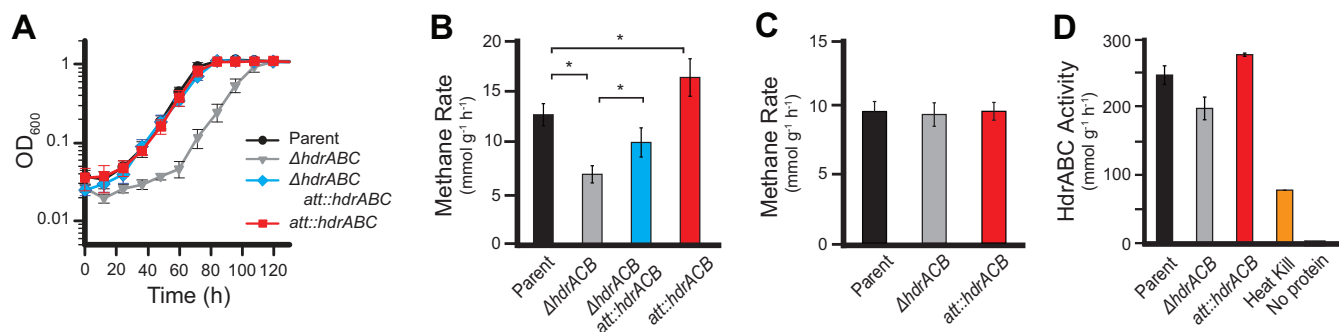 A
OD600
1
0.1
0.01
0 20 40 60 80 100 120
Time (h)
Parent
ΔhdrABC
ΔhdrABC
att::hdrABC
att::hdrABC
B
Methane Rate
(mmol g-1 h-1)
20
15
10
5
0
* * *
Parent
ΔhdrACB
ΔhdrACB
att::hdrACB
att::hdrACB
C
Methane Rate
(mmol g-1 h-1)
15
10
5
0
Parent
ΔhdrACB
att::hdrACB
D
HdrABC Activity
(mmol g-1 h-1)
300
200
100
0
Parent
ΔhdrACB
att::hdrACB
Heat Kill
No protein